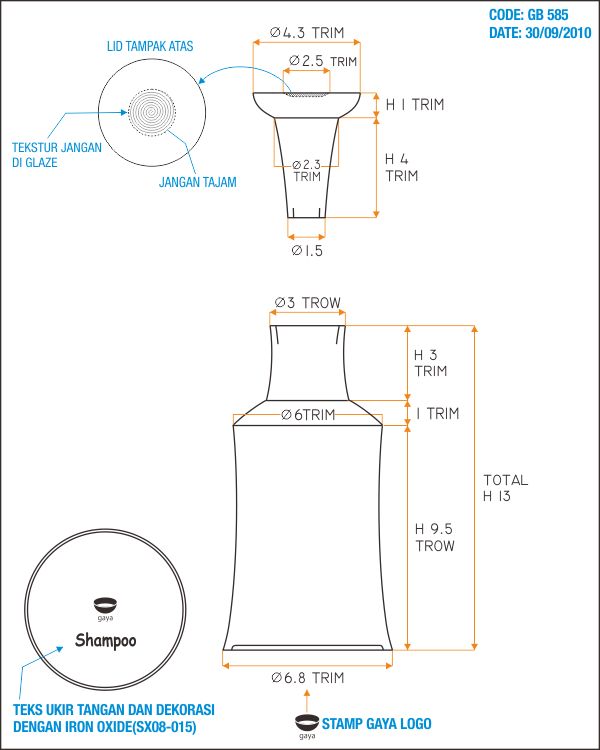 CODE: GB 585
DATE: 30/09/2010
Ø4.3 TRIM
LID TAMPAK ATAS
Ø2.5 TRIM
H 1 TRIM
TEKSTUR JANGAN
DI GLAZE
JANGAN TAJAM
Ø2.3
TRIM
H 4
TRIM
Ø1.5
Ø3 TROW
H 3
TRIM
Ø6TRIM
1 TRIM
TOTAL
H 13
H 9.5
TROW
gaya
Shampoo
Ø6.8 TRIM
TEKS UKIR TANGAN DAN DEKORASI
DENGAN IRON OXIDE(SX08-015)
gaya
STAMP GAYA LOGO